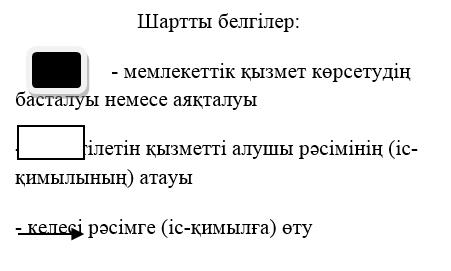 Шартты белгілер:
- мемлекеттік қызмет көрсетудің
басталуы немесе аяқталуы
қызметті алушы рәсімінің (іс-
қимылының) атауы
- келесі рәсімге (іс-қимылға) өту